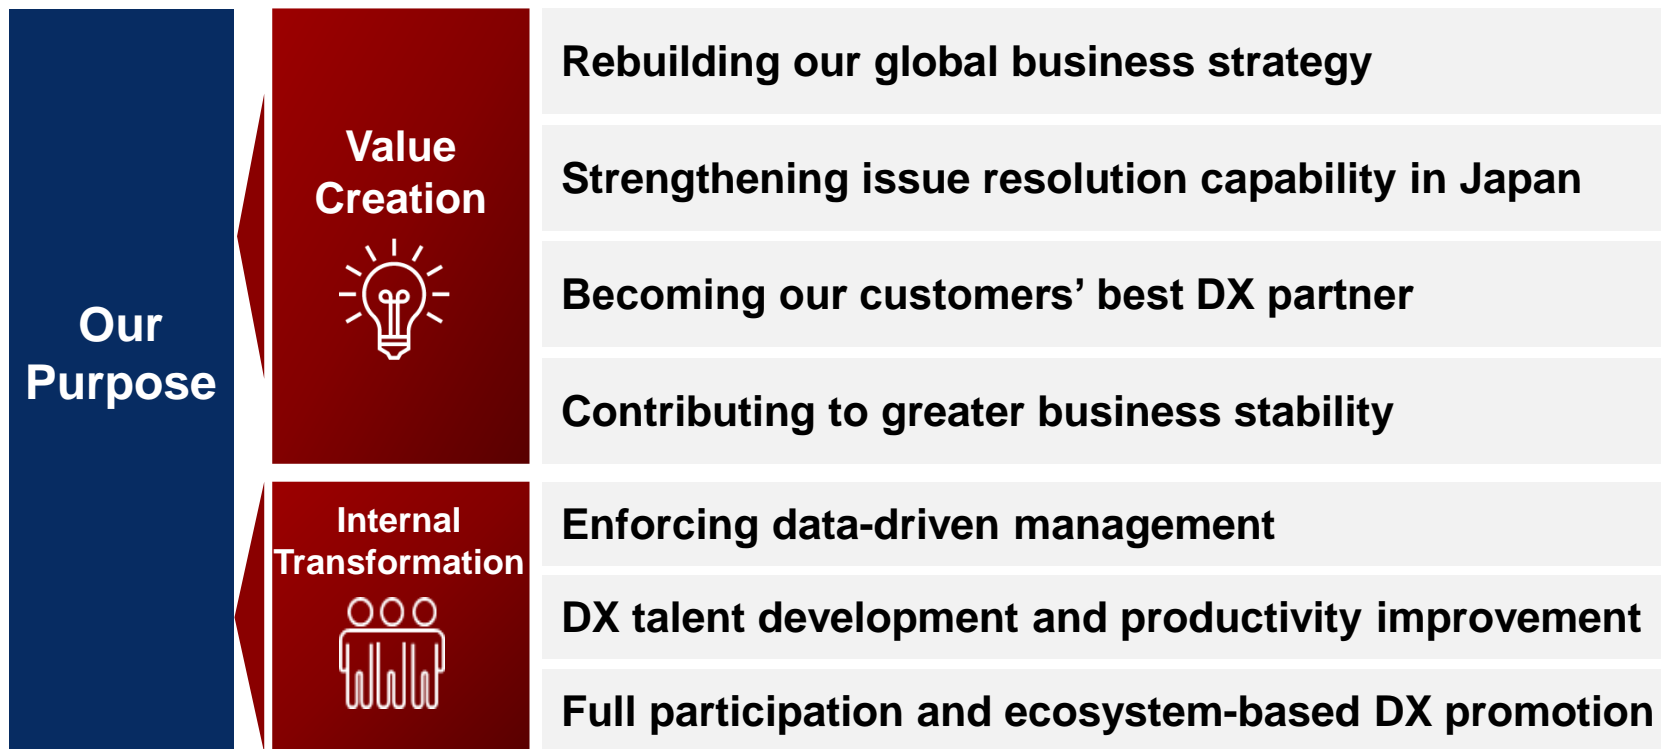 Our
Purpose
Value
Creation
Rebuilding our global business strategy
Strengthening issue resolution capability in Japan
Becoming our customers’ best DX partner
Contributing to greater business stability
Internal
Transformation
Enforcing data-driven management
DX talent development and productivity improvement
Full participation and ecosystem-based DX promotion